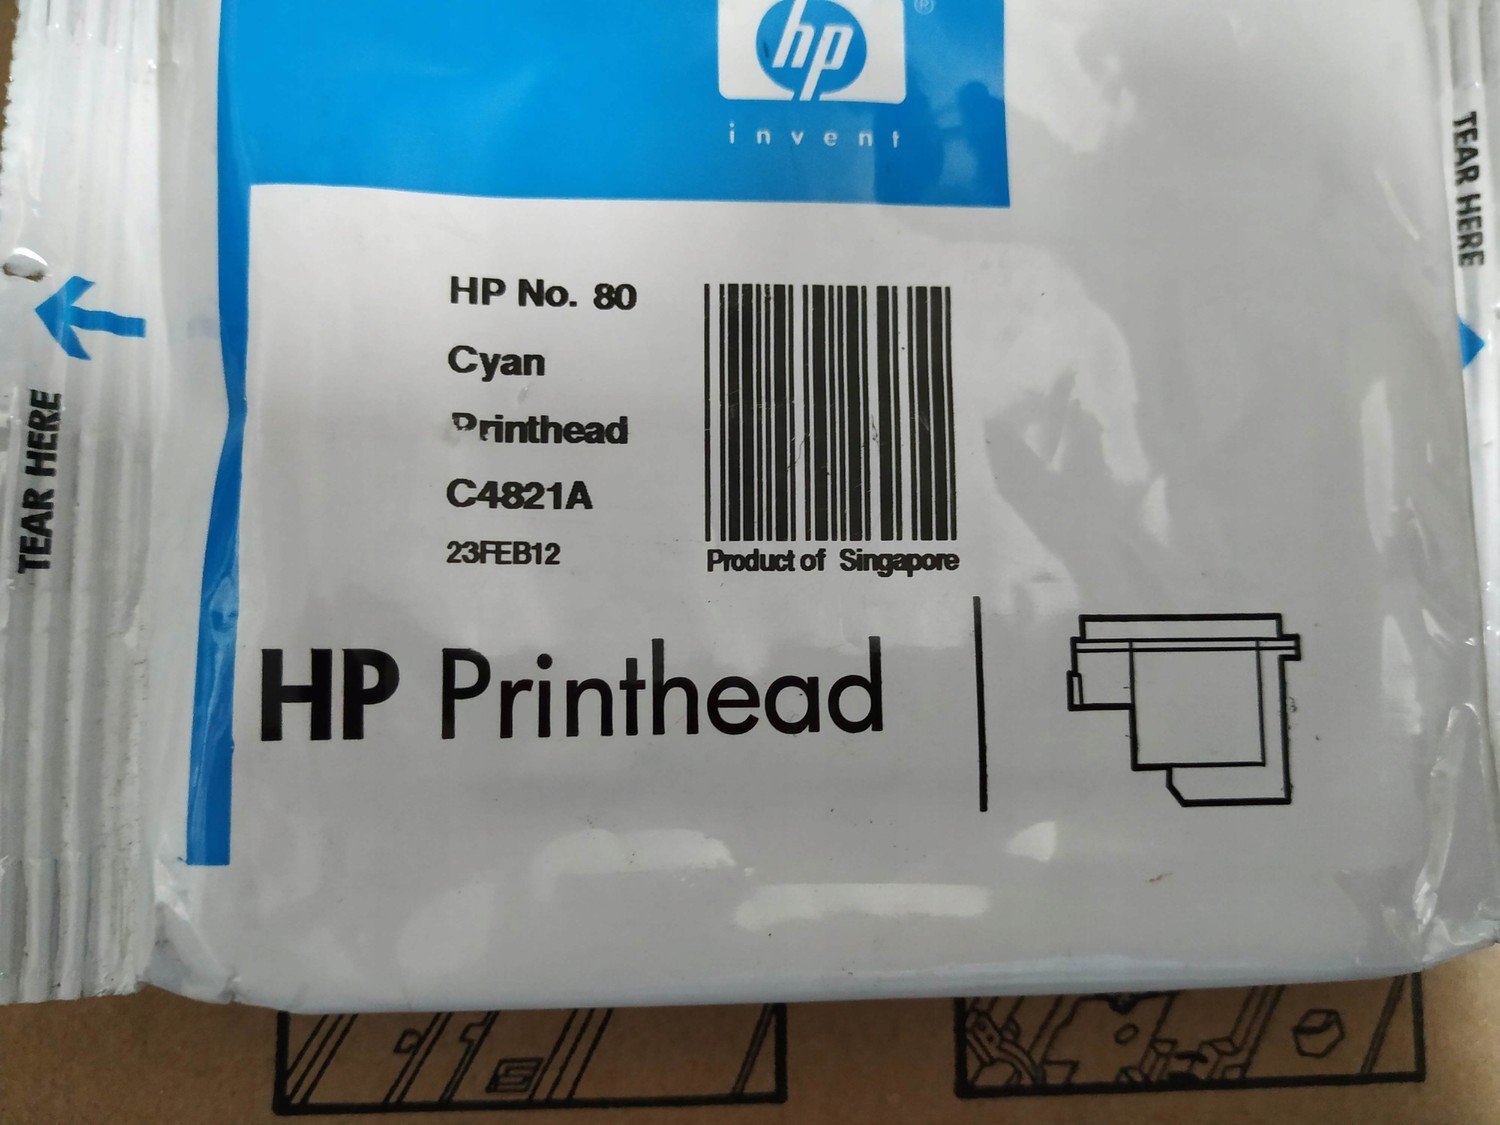 hp ®
invent
HP No. 80
Cyan
Printhead
C4821A
23FEB12
Product of Singapore
HP Printhead
TEAR HERE
TEAR HERE